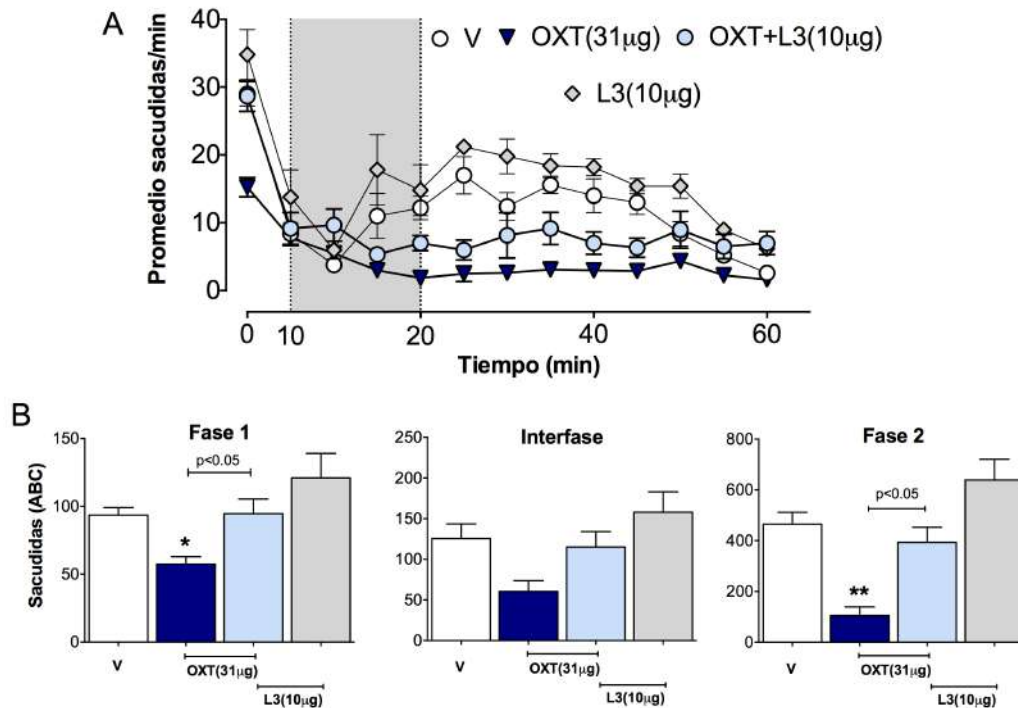 A
V OXT(31µg) OXT+L3(10µg)
L3(10µg)
Promedio sacudidas/min
40
30
20
10
0
0 10 20 40 60
Tiempo (min)
B
Fase 1
Sacudidas (ABC)
150
100
50
0
p<0.05
*
V
OXT(31µg)
L3(10µg)
Interfase
250
200
150
100
50
0
V
OXT(31µg)
L3(10µg)
Fase 2
800
600
400
200
0
p<0.05
**
V
OXT(31µg)
L3(10µg)